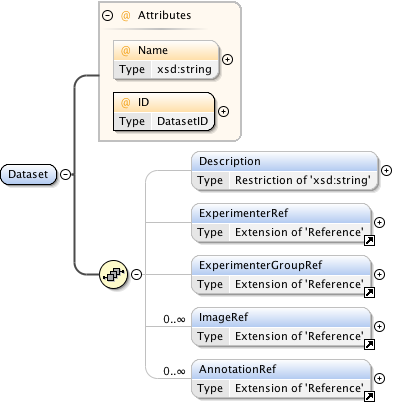 @ Attributes
@ Name
Type xsd:string
@ ID
Type DatasetID
Dataset
Description
Type Restriction of 'xsd:string'
ExperimenterRef
Type Extension of 'Reference'
ExperimenterGroupRef
Type Extension of 'Reference'
0..∞ ImageRef
Type Extension of 'Reference'
0..∞ AnnotationRef
Type Extension of 'Reference'